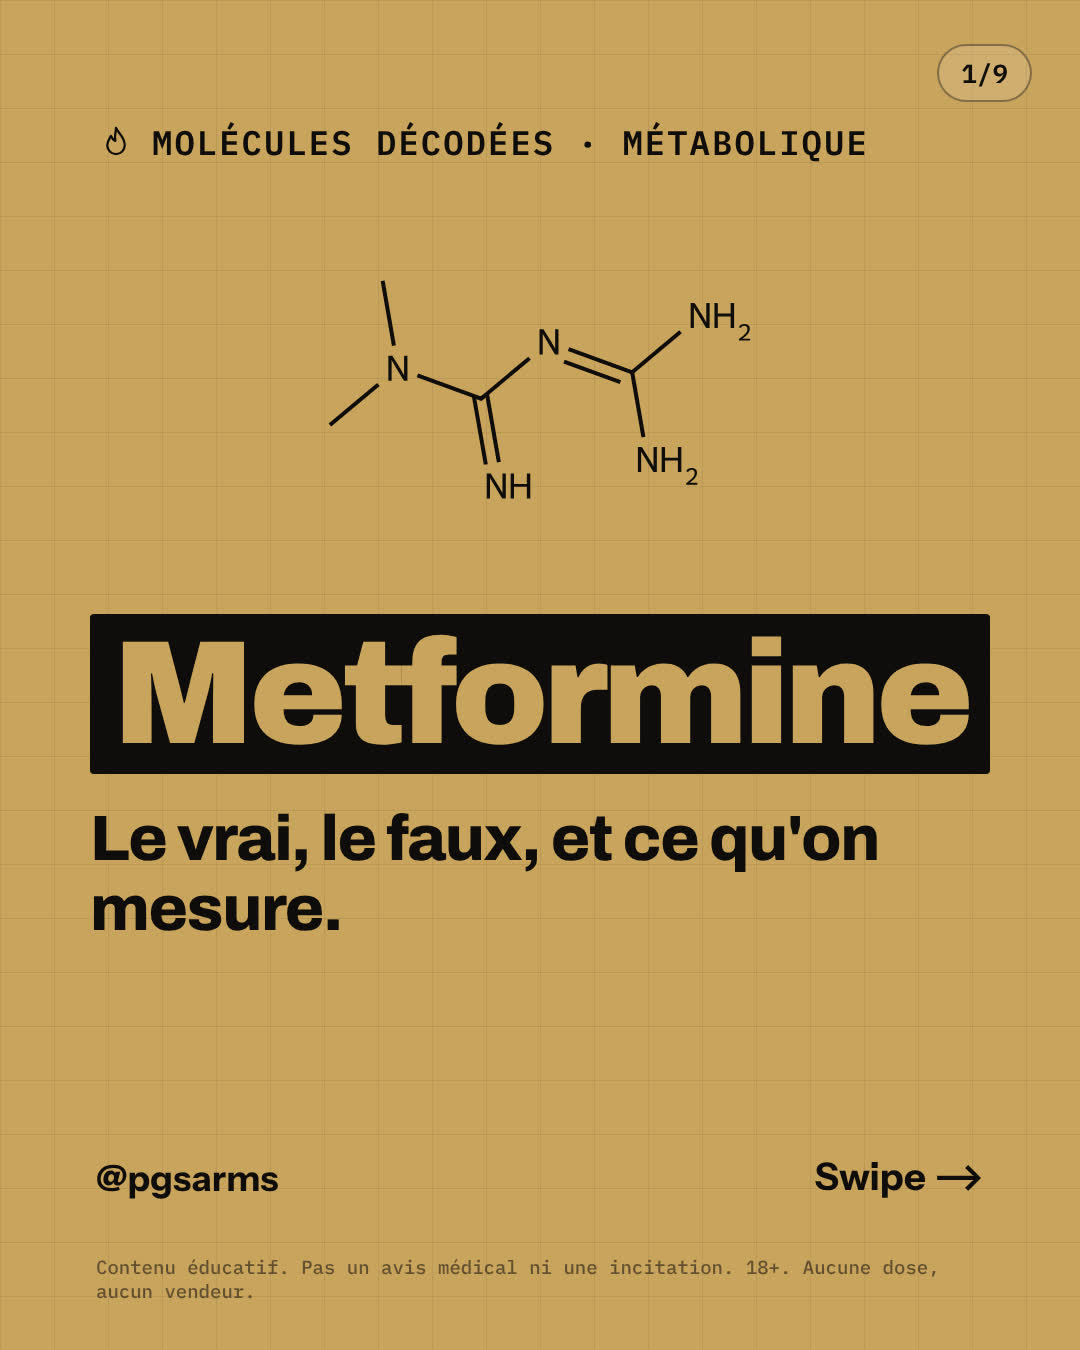 1/9
MOLÉCULES DÉCODÉES · MÉTABOLIQUE
N
NH
N
NH2
NH2
Metformine
Le vrai, le faux, et ce qu'on
mesure.
@pgsarms
Swipe →
Contenu éducatif. Pas un avis médical ni une incitation. 18+. Aucune dose,
aucun vendeur.